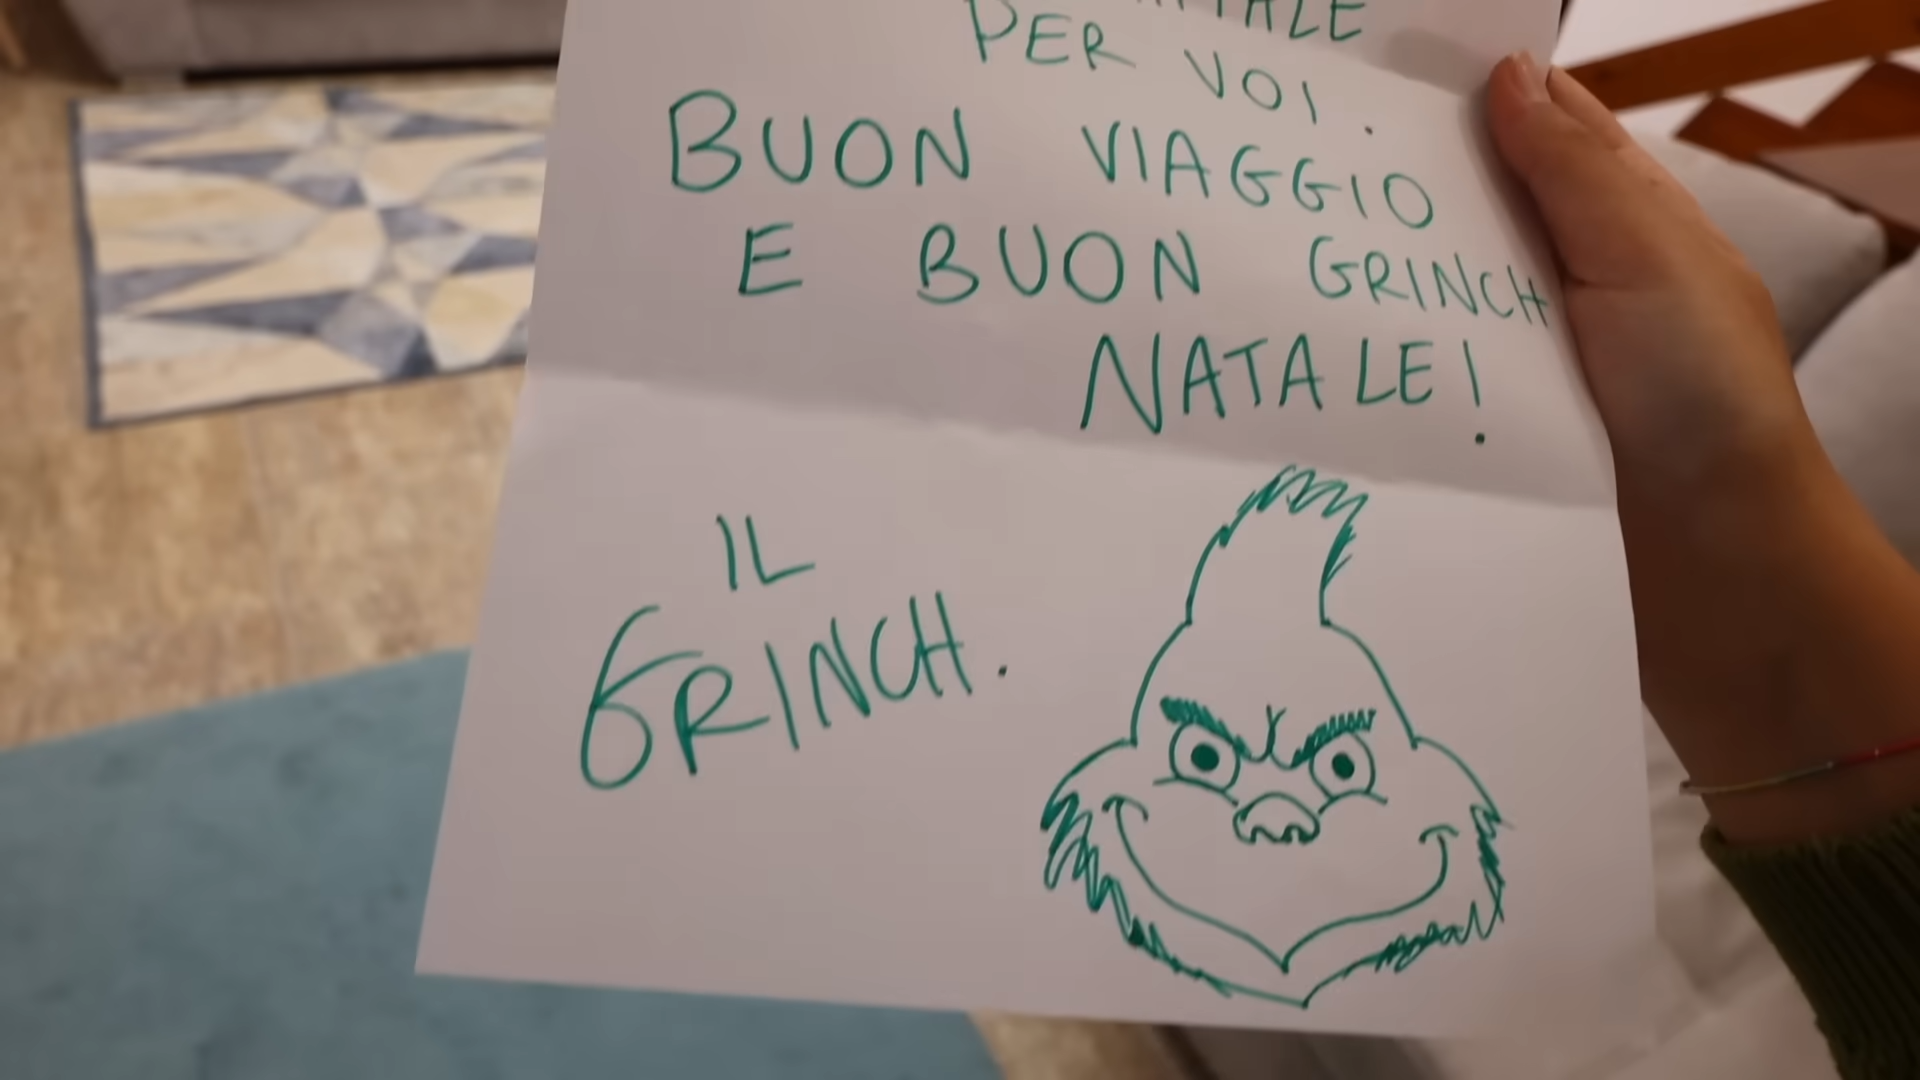 PER VOI.
BUON VIAGGIO
E BUON GRINCH
NATALE!
IL
GRINCH.